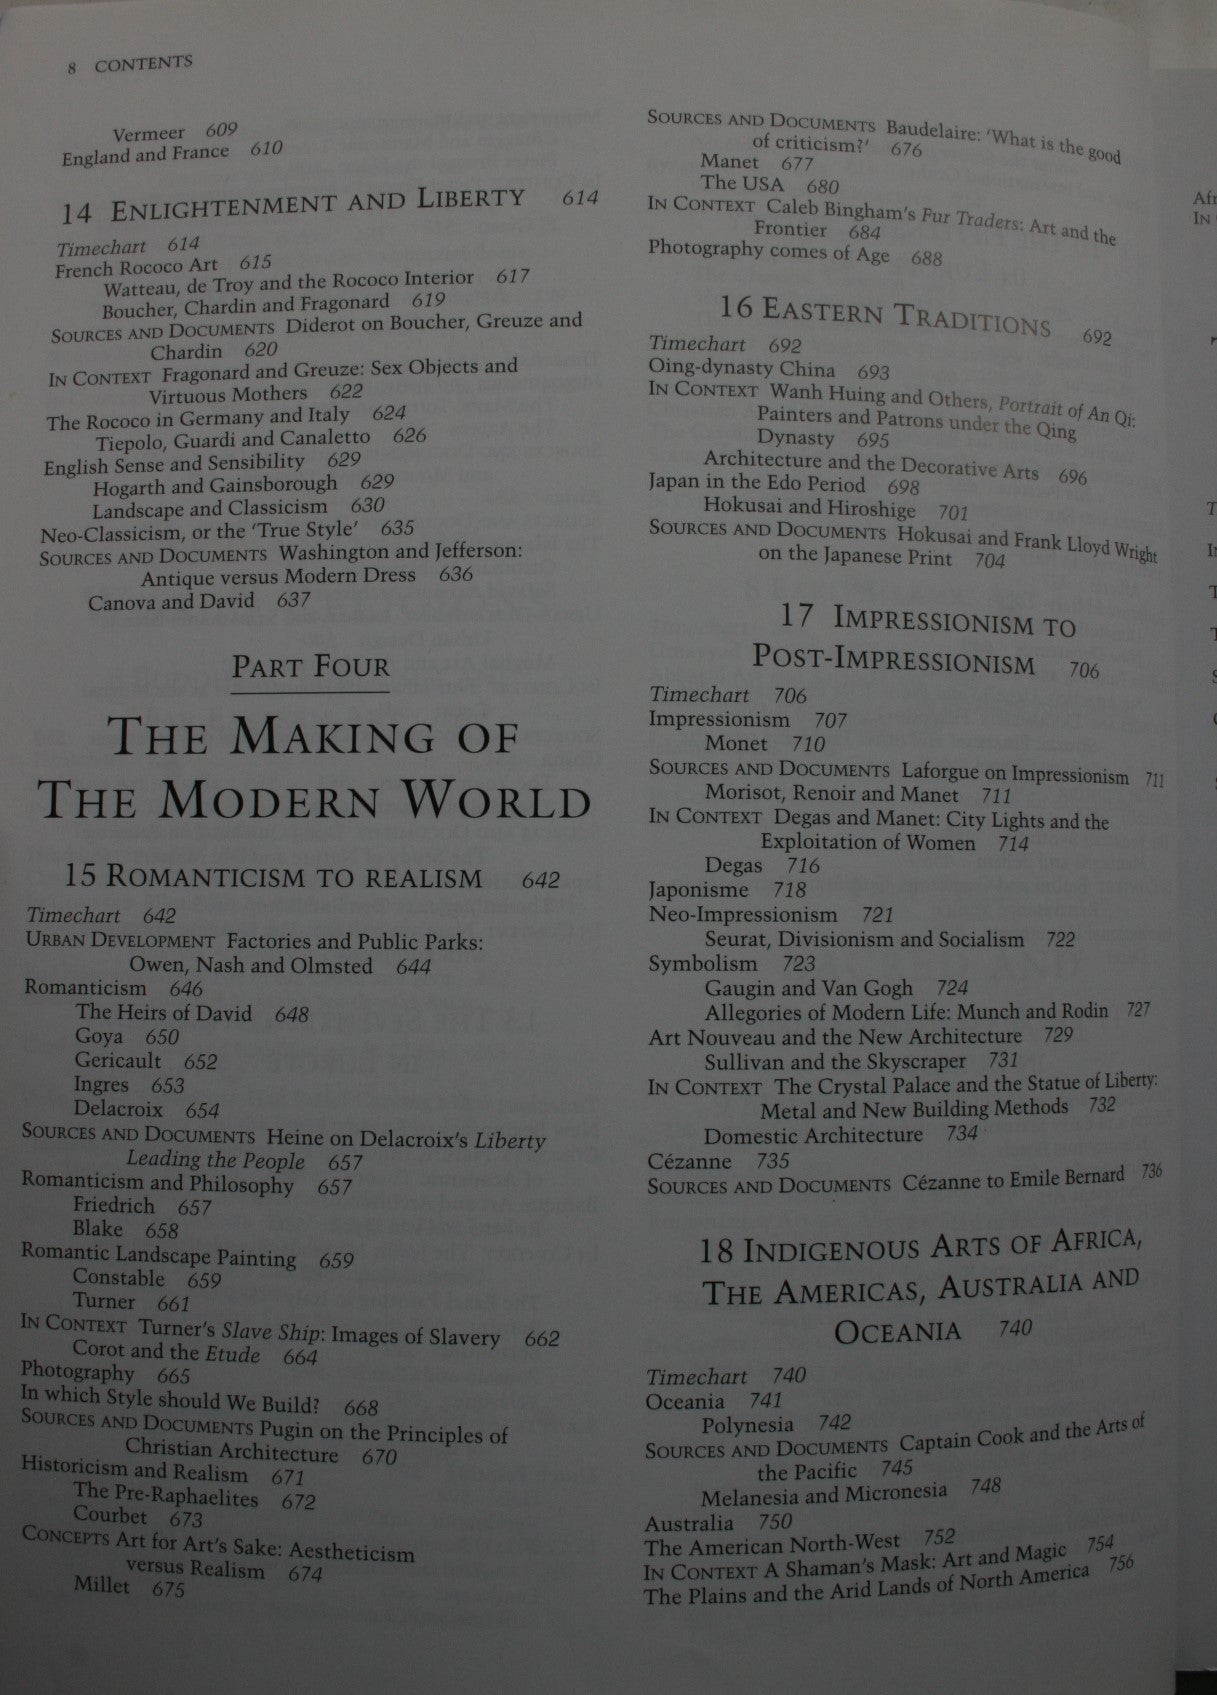 8 CONTENTS
Vermeer 609
England and France 610
14 ENLIGHTENMENT AND LIBERTY 614
Timechart 614
French Rococo Art 615
Watteau, de Troy and the Rococo Interior 617
Boucher, Chardin and Fragonard 619
SOURCES AND DOCUMENTS Diderot on Boucher, Greuze and
Chardin 620
IN CONTEXT Fragonard and Greuze: Sex Objects and
Virtuous Mothers 622
The Rococo in Germany and Italy 624
Tiepolo, Guardi and Canaletto 626
English Sense and Sensibility 629
Hogarth and Gainsborough 629
Landscape and Classicism 630
Neo-Classicism, or the ‘True Style’ 635
SOURCES AND DOCUMENTS Washington and Jefferson:
Antique versus Modern Dress 636
Canova and David 637
PART FOUR
THE MAKING OF
THE MODERN WORLD
15 ROMANTICISM TO REALISM 642
Timechart 642
URBAN DEVELOPMENT Factories and Public Parks:
Owen, Nash and Olmsted 644
Romanticism 646
The Heirs of David 648
Goya 650
Gericault 652
Ingres 653
Delacroix 654
SOURCES AND DOCUMENTS Heine on Delacroix’s Liberty
Leading the People 657
Romanticism and Philosophy 657
Friedrich 657
Blake 658
Romantic Landscape Painting 659
Constable 659
Turner 661
IN CONTEXT Turner’s Slave Ship: Images of Slavery 662
Corot and the Etude 664
Photography 665
In which Style should We Build? 668
SOURCES AND DOCUMENTS Pugin on the Principles of
Christian Architecture 670
Historicism and Realism 671
The Pre-Raphaelites 672
Courbet 673
CONCEPTS Art for Art’s Sake: Aestheticism
versus Realism 674
Millet 675
SOURCES AND DOCUMENTS Baudelaire: ‘What is the good
of criticism?’ 676
Manet 677
The USA 680
IN CONTEXT Caleb Bingham’s Fur Traders: Art and the
Frontier 684
Photography comes of Age 688
16 EASTERN TRADITIONS 692
Timechart 692
Qing-dynasty China 693
IN CONTEXT Wanh Huing and Others, Portrait of An Qi:
Painters and Patrons under the Qing
Dynasty 695
Architecture and the Decorative Arts 696
Japan in the Edo Period 698
Hokusai and Hiroshige 701
SOURCES AND DOCUMENTS Hokusai and Frank Lloyd Wright
on the Japanese Print 704
17 IMPRESSIONISM TO
POST-IMPRESSIONISM 706
Timechart 706
Impressionism 707
Monet 710
SOURCES AND DOCUMENTS Laforgue on Impressionism 711
Morisot, Renoir and Manet 711
IN CONTEXT Degas and Manet: City Lights and the
Exploitation of Women 714
Degas 716
Japonisme 718
Neo-Impressionism 721
Seurat, Divisionism and Socialism 722
Symbolism 723
Gaugin and Van Gogh 724
Allegories of Modern Life: Munch and Rodin 727
Art Nouveau and the New Architecture 729
Sullivan and the Skyscraper 731
IN CONTEXT The Crystal Palace and the Statue of Liberty:
Metal and New Building Methods 732
Domestic Architecture 734
Cézanne 735
SOURCES AND DOCUMENTS Cézanne to Emile Bernard 736
18 INDIGENOUS ARTS OF AFRICA,
THE AMERICAS, AUSTRALIA AND
OCEANIA 740
Timechart 740
Oceania 741
Polynesia 742
SOURCES AND DOCUMENTS Captain Cook and the Arts of
the Pacific 745
Melanesia and Micronesia 748
Australia 750
The American North-West 752
IN CONTEXT A Shaman’s Mask: Art and Magic 754
The Plains and the Arid Lands of North America 756